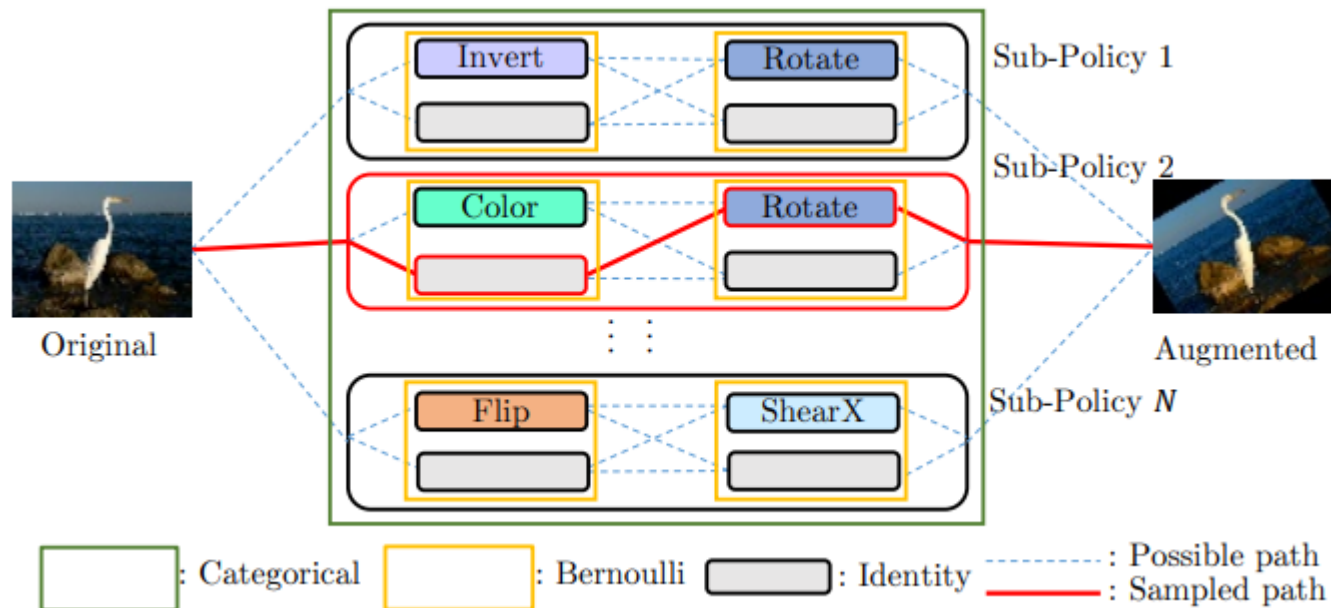 Invert
Rotate
Sub-Policy 1
Sub-Policy 2
Color
Rotate
Original
Augmented
⋮ ⋮
Flip
ShearX
Sub-Policy N
: Categorical
: Bernoulli
: Identity
: Possible path
: Sampled path